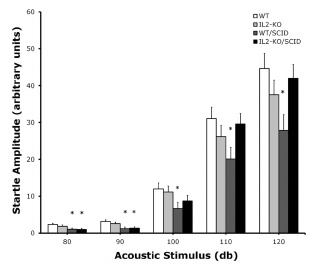 WT
IL2-KO
WT/SCID
IL2-KO/SCID
Startle Amplitude (arbitrary units)
60
50
40
30
20
10
0
* * * * * * *
80 90 100 110 120
Acoustic Stimulus (db)